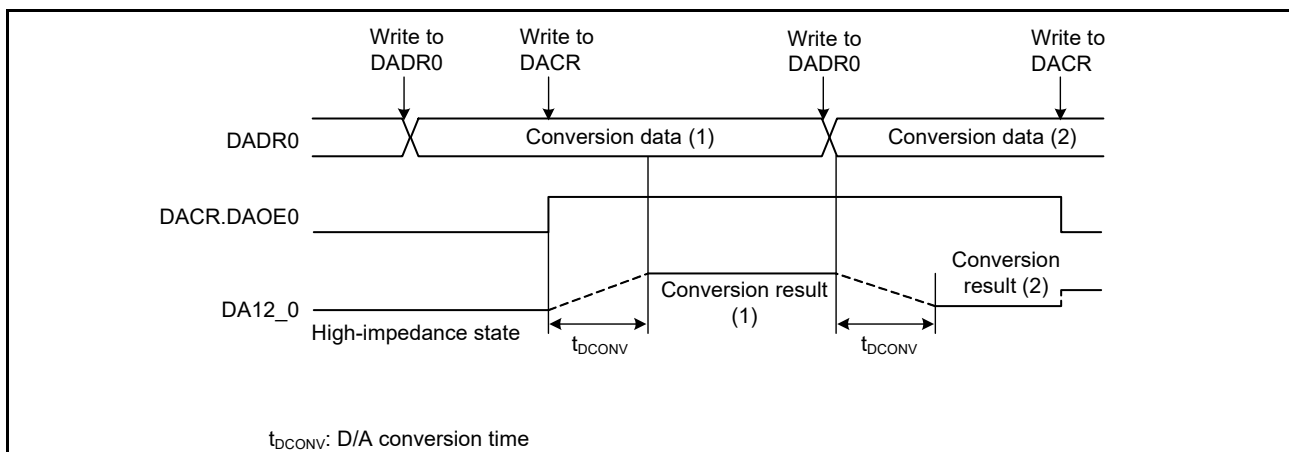 Write to
DADR0
Write to
DACR
Write to
DADR0
Write to
DACR
DADR0
Conversion data (1)
Conversion data (2)
DACR.DAOE0
DA12_0
Conversion result
(1)
Conversion
result (2)
High-impedance state
tDCONV
tDCONV
tDCONV: D/A conversion time